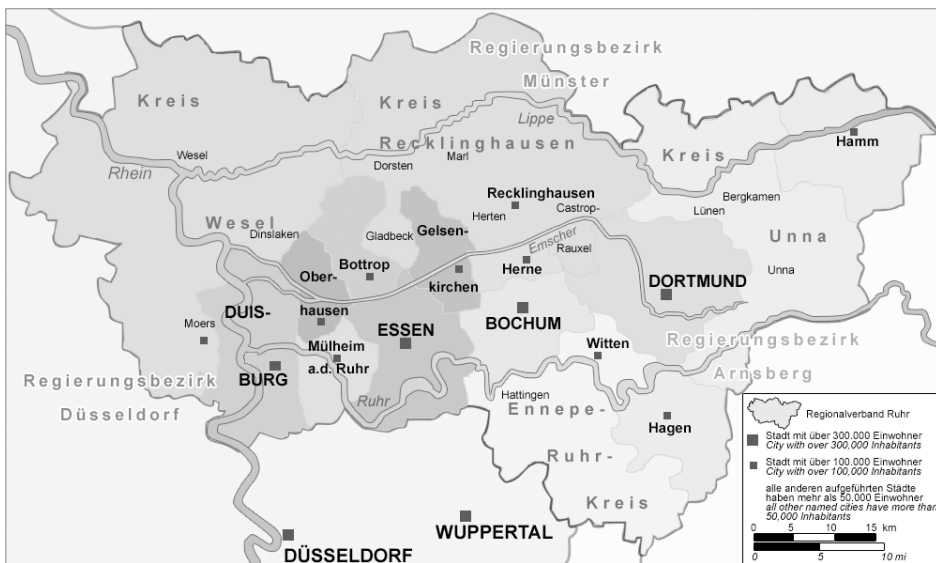 Regierungsbezirk
Münster
Kreis
Kreis
Lippe
Recklinghausen
Hamm
Kreis
Wesel
Marl
Dorsten
Rhein
Recklinghausen
Bergkamen
Castrop-
Lünen
Herten
Wesel
Dinslaken
Gladbeck
Gelsen-
Emscher
Rauxel
Unna
Bottrop
Ober-
Herne
kirchen
Unna
DORTMUND
DUIS-
hausen
BOCHUM
Moers
ESSEN
Mülheim
a.d. Ruhr
Witten
Regierungsbezirk
Arnsberg
BURG
Regierungsbezirk
Düsseldorf
Ruhr
Hattingen
Ennepe-
Hagen
Ruhr-
Kreis
WUPPERTAL
DÜSSELDORF
Regionalverband Ruhr
Stadt mit über 300.000 Einwohner
City with over 300,000 Inhabitants
Stadt mit über 100.000 Einwohner
City with over 100,000 Inhabitants
alle anderen aufgeführten Städte
haben mehr als 50.000 Einwohner
all other named cities have more than
50,000 Inhabitants
0 5 10 15 km
0 5 10 mi